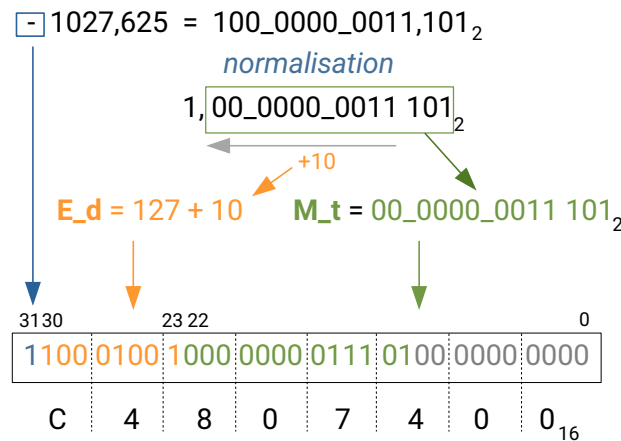 - 1027,625 = 100_0000_0011,101₂
normalisation
1, 00_0000_0011 101₂
+10
E_d = 127 + 10 M_t = 00_0000_0011 101₂
31 30 23 22 0
1100 0100 1000 0000 0111 0100 0000 0000
C 4 8 0 7 4 0 0₁₆